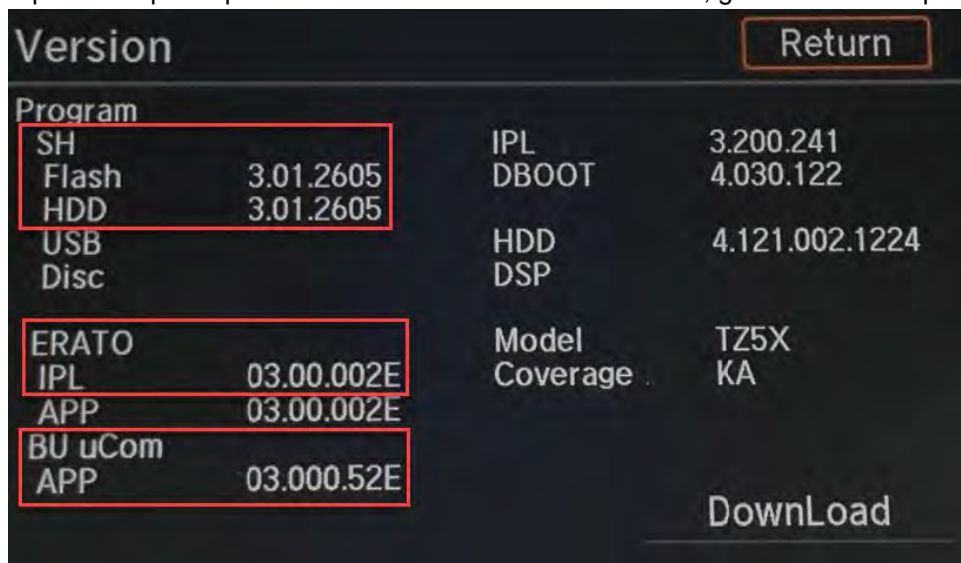 Version Return
Program
SH IPL 3.200.241
Flash 3.01.2605 DBOOT 4.030.122
HDD 3.01.2605
USB HDD 4.121.002.1224
Disc DSP
ERATO Model TZ5X
IPL 03.00.002E Coverage KA
APP 03.00.002E
BU uCom
APP 03.000.52E
DownLoad